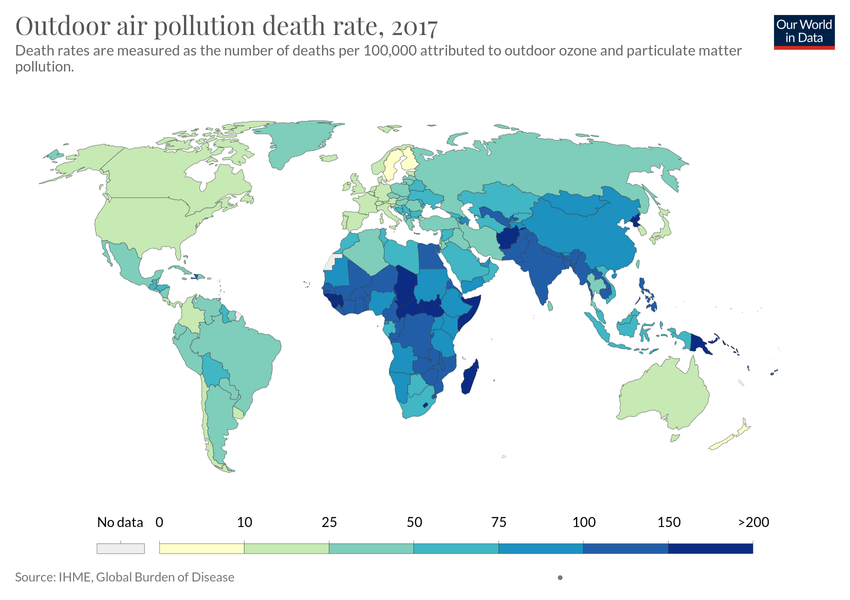 Outdoor air pollution death rate, 2017
Our World
in Data
Death rates are measured as the number of deaths per 100,000 attributed to outdoor ozone and particulate matter
pollution.
No data 0 10 25 50 75 100 150 >200
Source: IHME, Global Burden of Disease